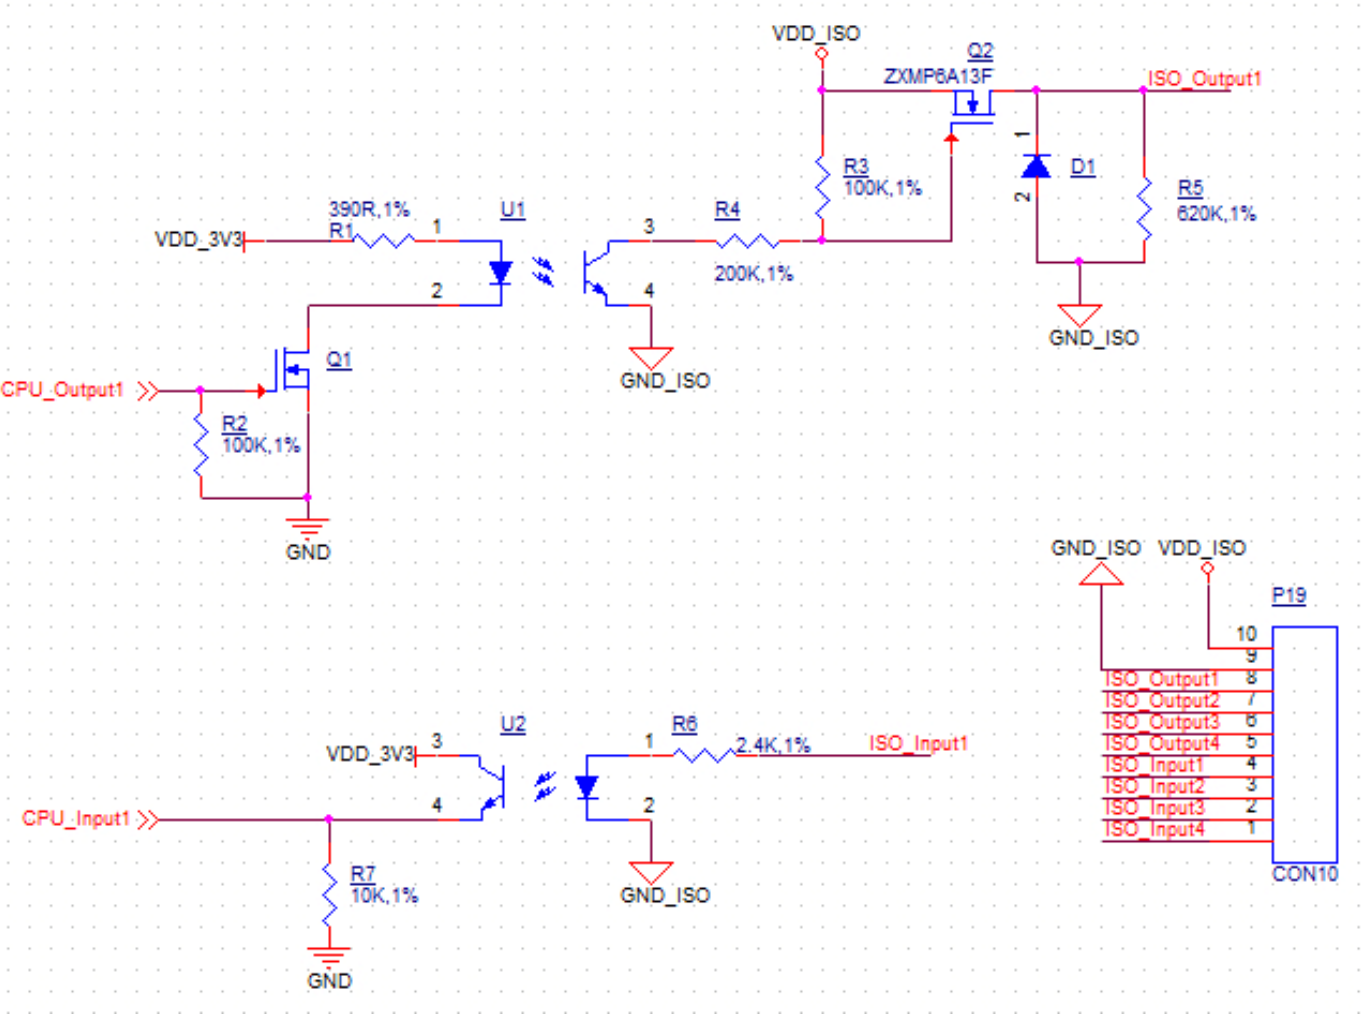 VDD_ISO
Q2
ZXMP6A13F
ISO_Output1
1
D1
2
R3
100K,1%
R5
620K,1%
390R,1%
R1
VDD_3V3
1
U1
3
R4
200K,1%
2
4
GND_ISO
GND_ISO
Q1
CPU_Output1
R2
100K,1%
GND
GND_ISO
VDD_ISO
P19
10
9
ISO_Output1 8
ISO_Output2 7
ISO_Output3 6
ISO_Output4 5
ISO_Input1 4
ISO_Input2 3
ISO_Input3 2
ISO_Input4 1
CON10
U2
VDD_3V3
3
1
R6
2.4K,1%
ISO_Input1
CPU_Input1
4
2
GND_ISO
R7
10K,1%
GND